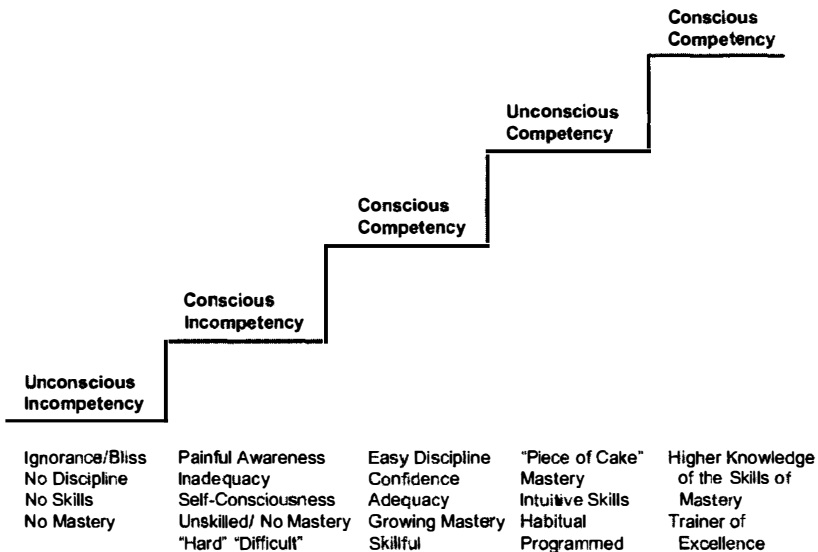 Conscious
Competency
Unconscious
Competency
Conscious
Competency
Conscious
Incompetency
Unconscious
Incompetency
Ignorance/Bliss
No Discipline
No Skills
No Mastery
Painful Awareness
Inadequacy
Self-Consciousness
Unskilled/ No Mastery
"Hard" "Difficult"
Easy Discipline
Confidence
Adequacy
Growing Mastery
Skillful
"Piece of Cake"
Mastery
Intuitive Skills
Habitual
Programmed
Higher Knowledge
of the Skills of
Mastery
Trainer of
Excellence